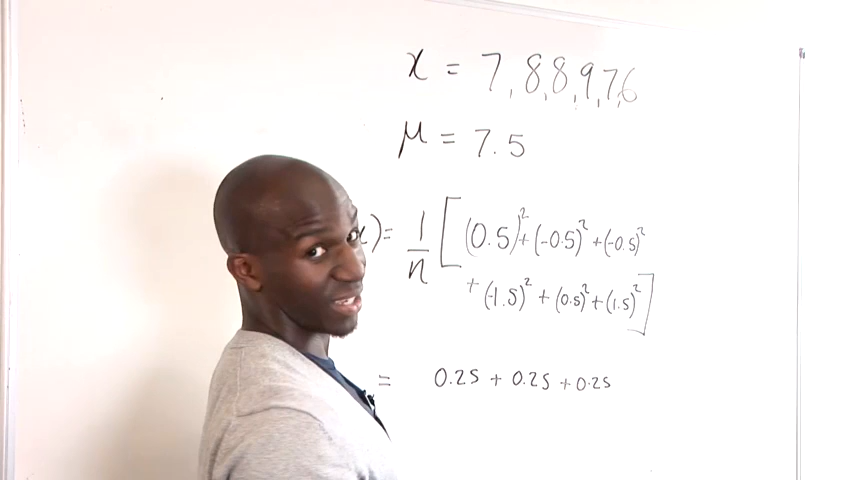 x = 7, 8, 8, 9, 7, 6
μ = 7.5
x) = 1/n [(0.5)² + (-0.5)² + (-0.5)²
+ (-1.5)² + (0.5)² + (1.5)²]
= 0.25 + 0.25 + 0.25